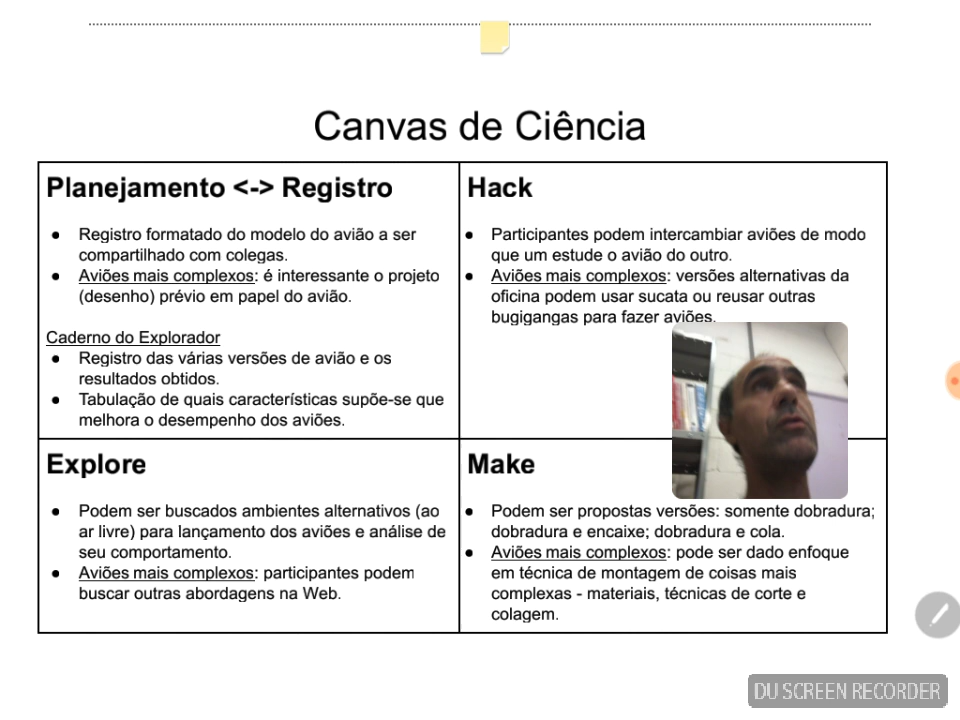 Canvas de Ciência
Planejamento <-> Registro
● Registro formatado do modelo do avião a ser
compartilhado com colegas.
● Aviões mais complexos: é interessante o projeto
(desenho) prévio em papel do avião.
Caderno do Explorador
● Registro das várias versões de avião e os
resultados obtidos.
● Tabulação de quais características supõe-se que
melhora o desempenho dos aviões.
Hack
● Participantes podem intercambiar aviões de modo
que um estude o avião do outro.
● Aviões mais complexos: versões alternativas da
oficina podem usar sucata ou reusar outras
bugigangas para fazer aviões.
Explore
● Podem ser buscados ambientes alternativos (ao
ar livre) para lançamento dos aviões e análise de
seu comportamento.
● Aviões mais complexos: participantes podem
buscar outras abordagens na Web.
Make
● Podem ser propostas versões: somente dobradura;
dobradura e encaixe; dobradura e cola.
● Aviões mais complexos: pode ser dado enfoque
em técnica de montagem de coisas mais
complexas - materiais, técnicas de corte e
colagem.
DU SCREEN RECORDER